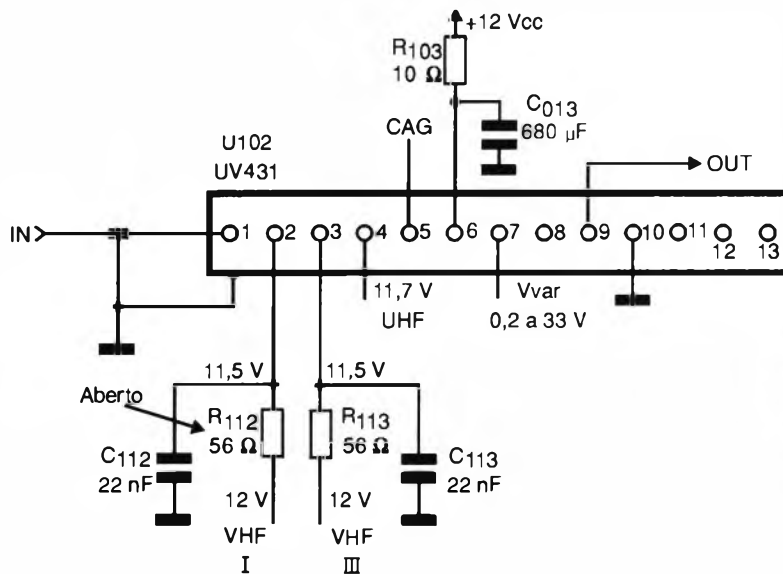 +12 Vcc
R103
10 Ω
C013
680 µF
CAG
U102
UV431
OUT
IN
1 2 3 4 5 6 7 8 9 10 11 12 13
11,7 V
UHF
Vvar
0,2 a 33 V
11,5 V
11,5 V
Aberto
R112
56 Ω
R113
56 Ω
C112
22 nF
C113
22 nF
12 V
12 V
VHF
I
VHF
III